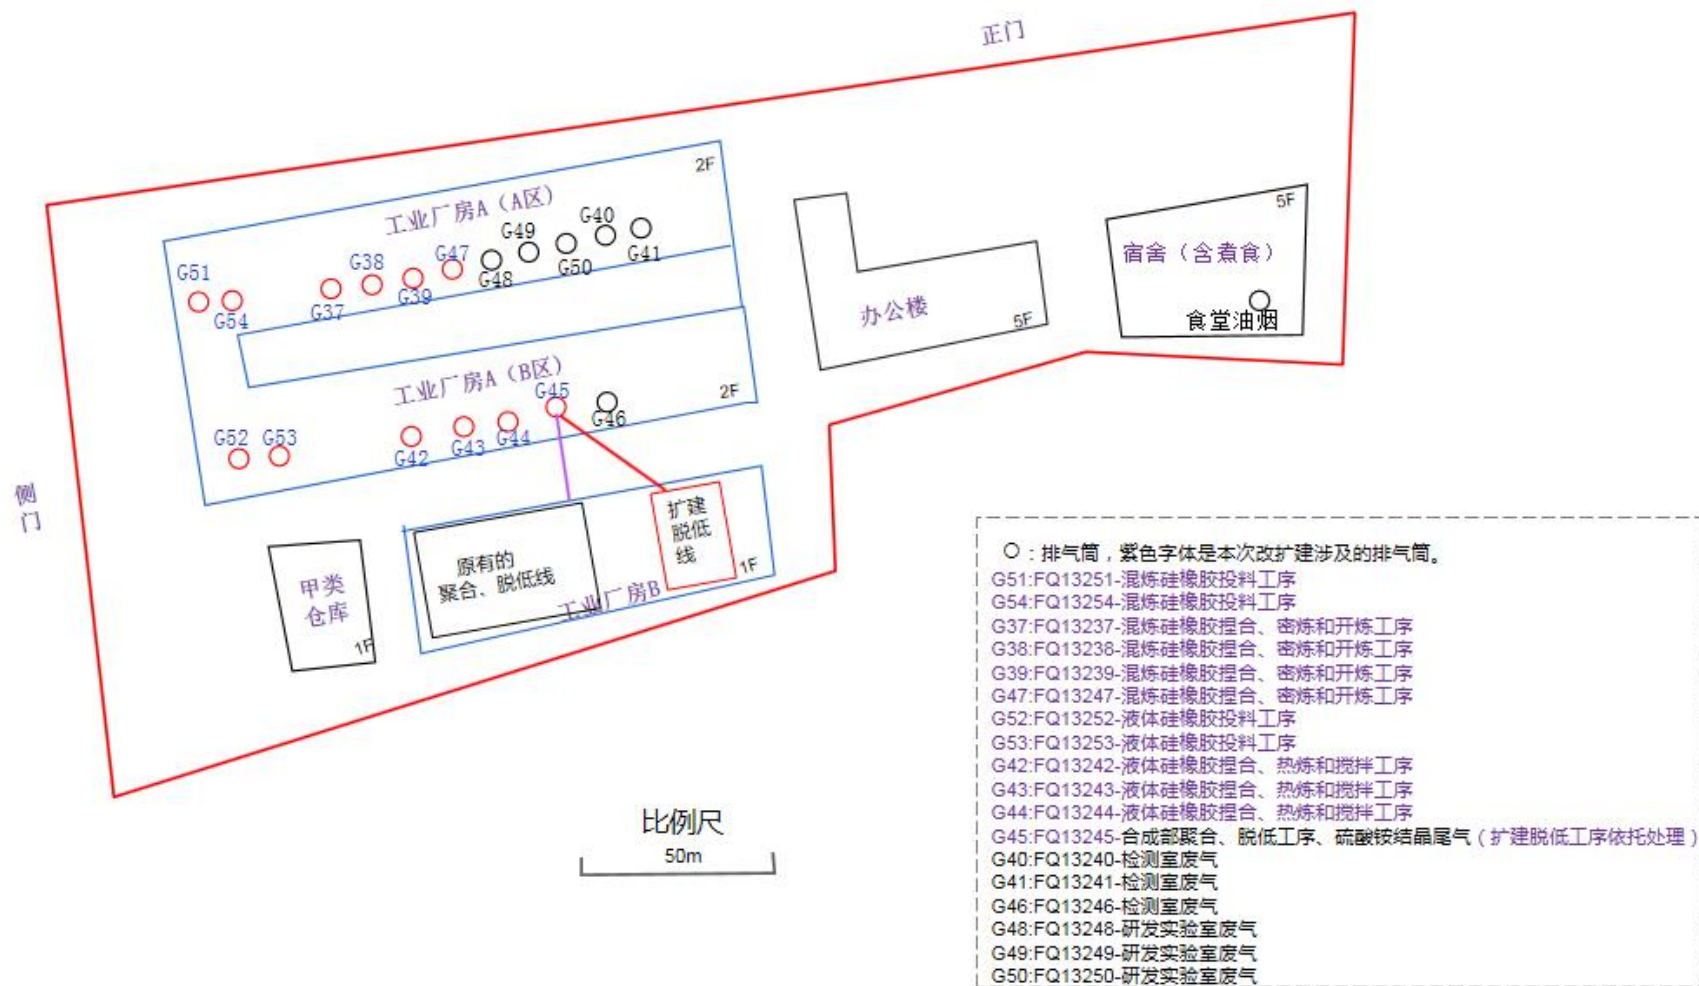 正门
2F
工业厂房A（A区）
G40
G49
G47
G38
G51
G41
G50
G48
G39
G37
G54
5F
宿舍（含煮食）
食堂油烟
办公楼
5F
工业厂房A（B区）
2F
G45
G46
G52
G53
G44
G43
G42
侧
门
扩建
脱低
线
1F
原有的
聚合、脱低线
工业厂房B
甲类
仓库
1F
比例尺
50m
○：排气筒，紫色字体是本次改扩建涉及的排气筒。
G51:FQ13251-混炼硅橡胶投料工序
G54:FQ13254-混炼硅橡胶投料工序
G37:FQ13237-混炼硅橡胶捏合、密炼和开炼工序
G38:FQ13238-混炼硅橡胶捏合、密炼和开炼工序
G39:FQ13239-混炼硅橡胶捏合、密炼和开炼工序
G47:FQ13247-混炼硅橡胶捏合、密炼和开炼工序
G52:FQ13252-液体硅橡胶投料工序
G53:FQ13253-液体硅橡胶投料工序
G42:FQ13242-液体硅橡胶捏合、热炼和搅拌工序
G43:FQ13243-液体硅橡胶捏合、热炼和搅拌工序
G44:FQ13244-液体硅橡胶捏合、热炼和搅拌工序
G45:FQ13245-合成部聚合、脱低工序、硫酸铵结晶尾气（扩建脱低工序依托处理）
G40:FQ13240-检测室废气
G41:FQ13241-检测室废气
G46:FQ13246-检测室废气
G48:FQ13248-研发实验室废气
G49:FQ13249-研发实验室废气
G50:FQ13250-研发实验室废气